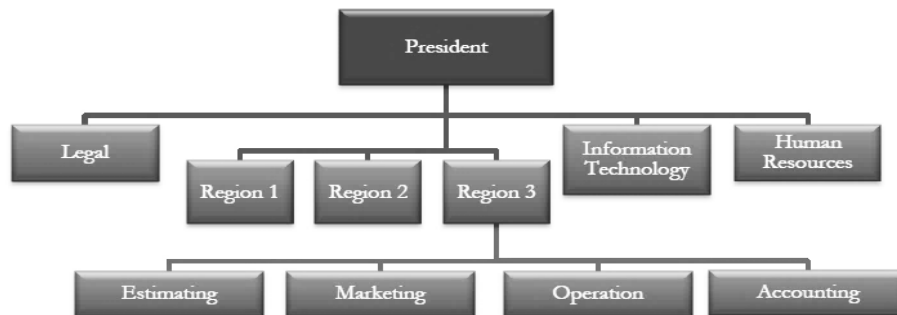 President
Legal
Information
Technology
Human
Resources
Region 1
Region 2
Region 3
Estimating
Marketing
Operation
Accounting